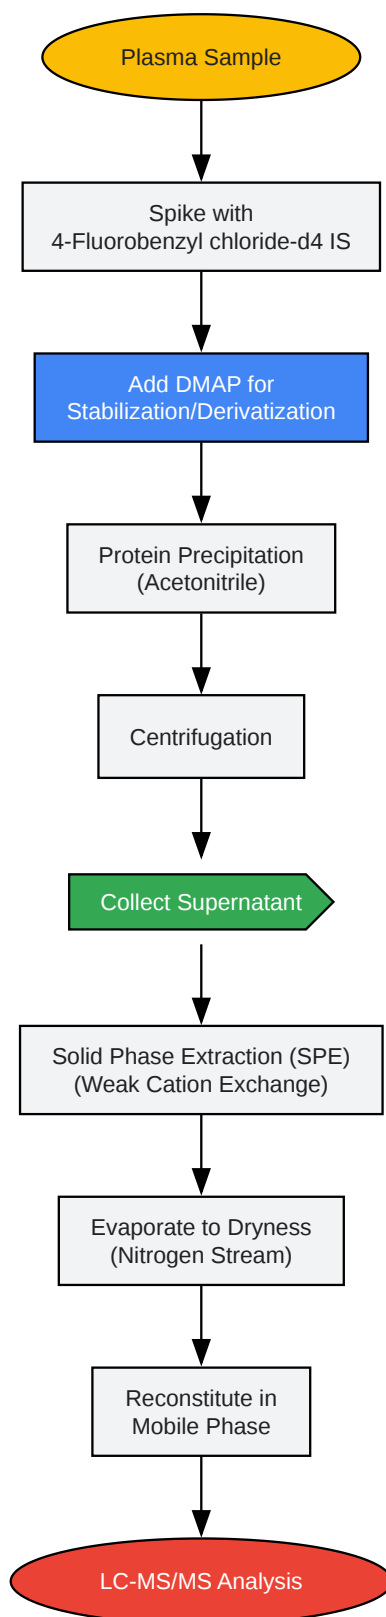 Plasma Sample
Spike with
4-Fluorobenzyl chloride-d4 IS
Add DMAP for
Stabilization/Derivatization
Protein Precipitation
(Acetonitrile)
Centrifugation
Collect Supernatant
Solid Phase Extraction (SPE)
(Weak Cation Exchange)
Evaporate to Dryness
(Nitrogen Stream)
Reconstitute in
Mobile Phase
LC-MS/MS Analysis